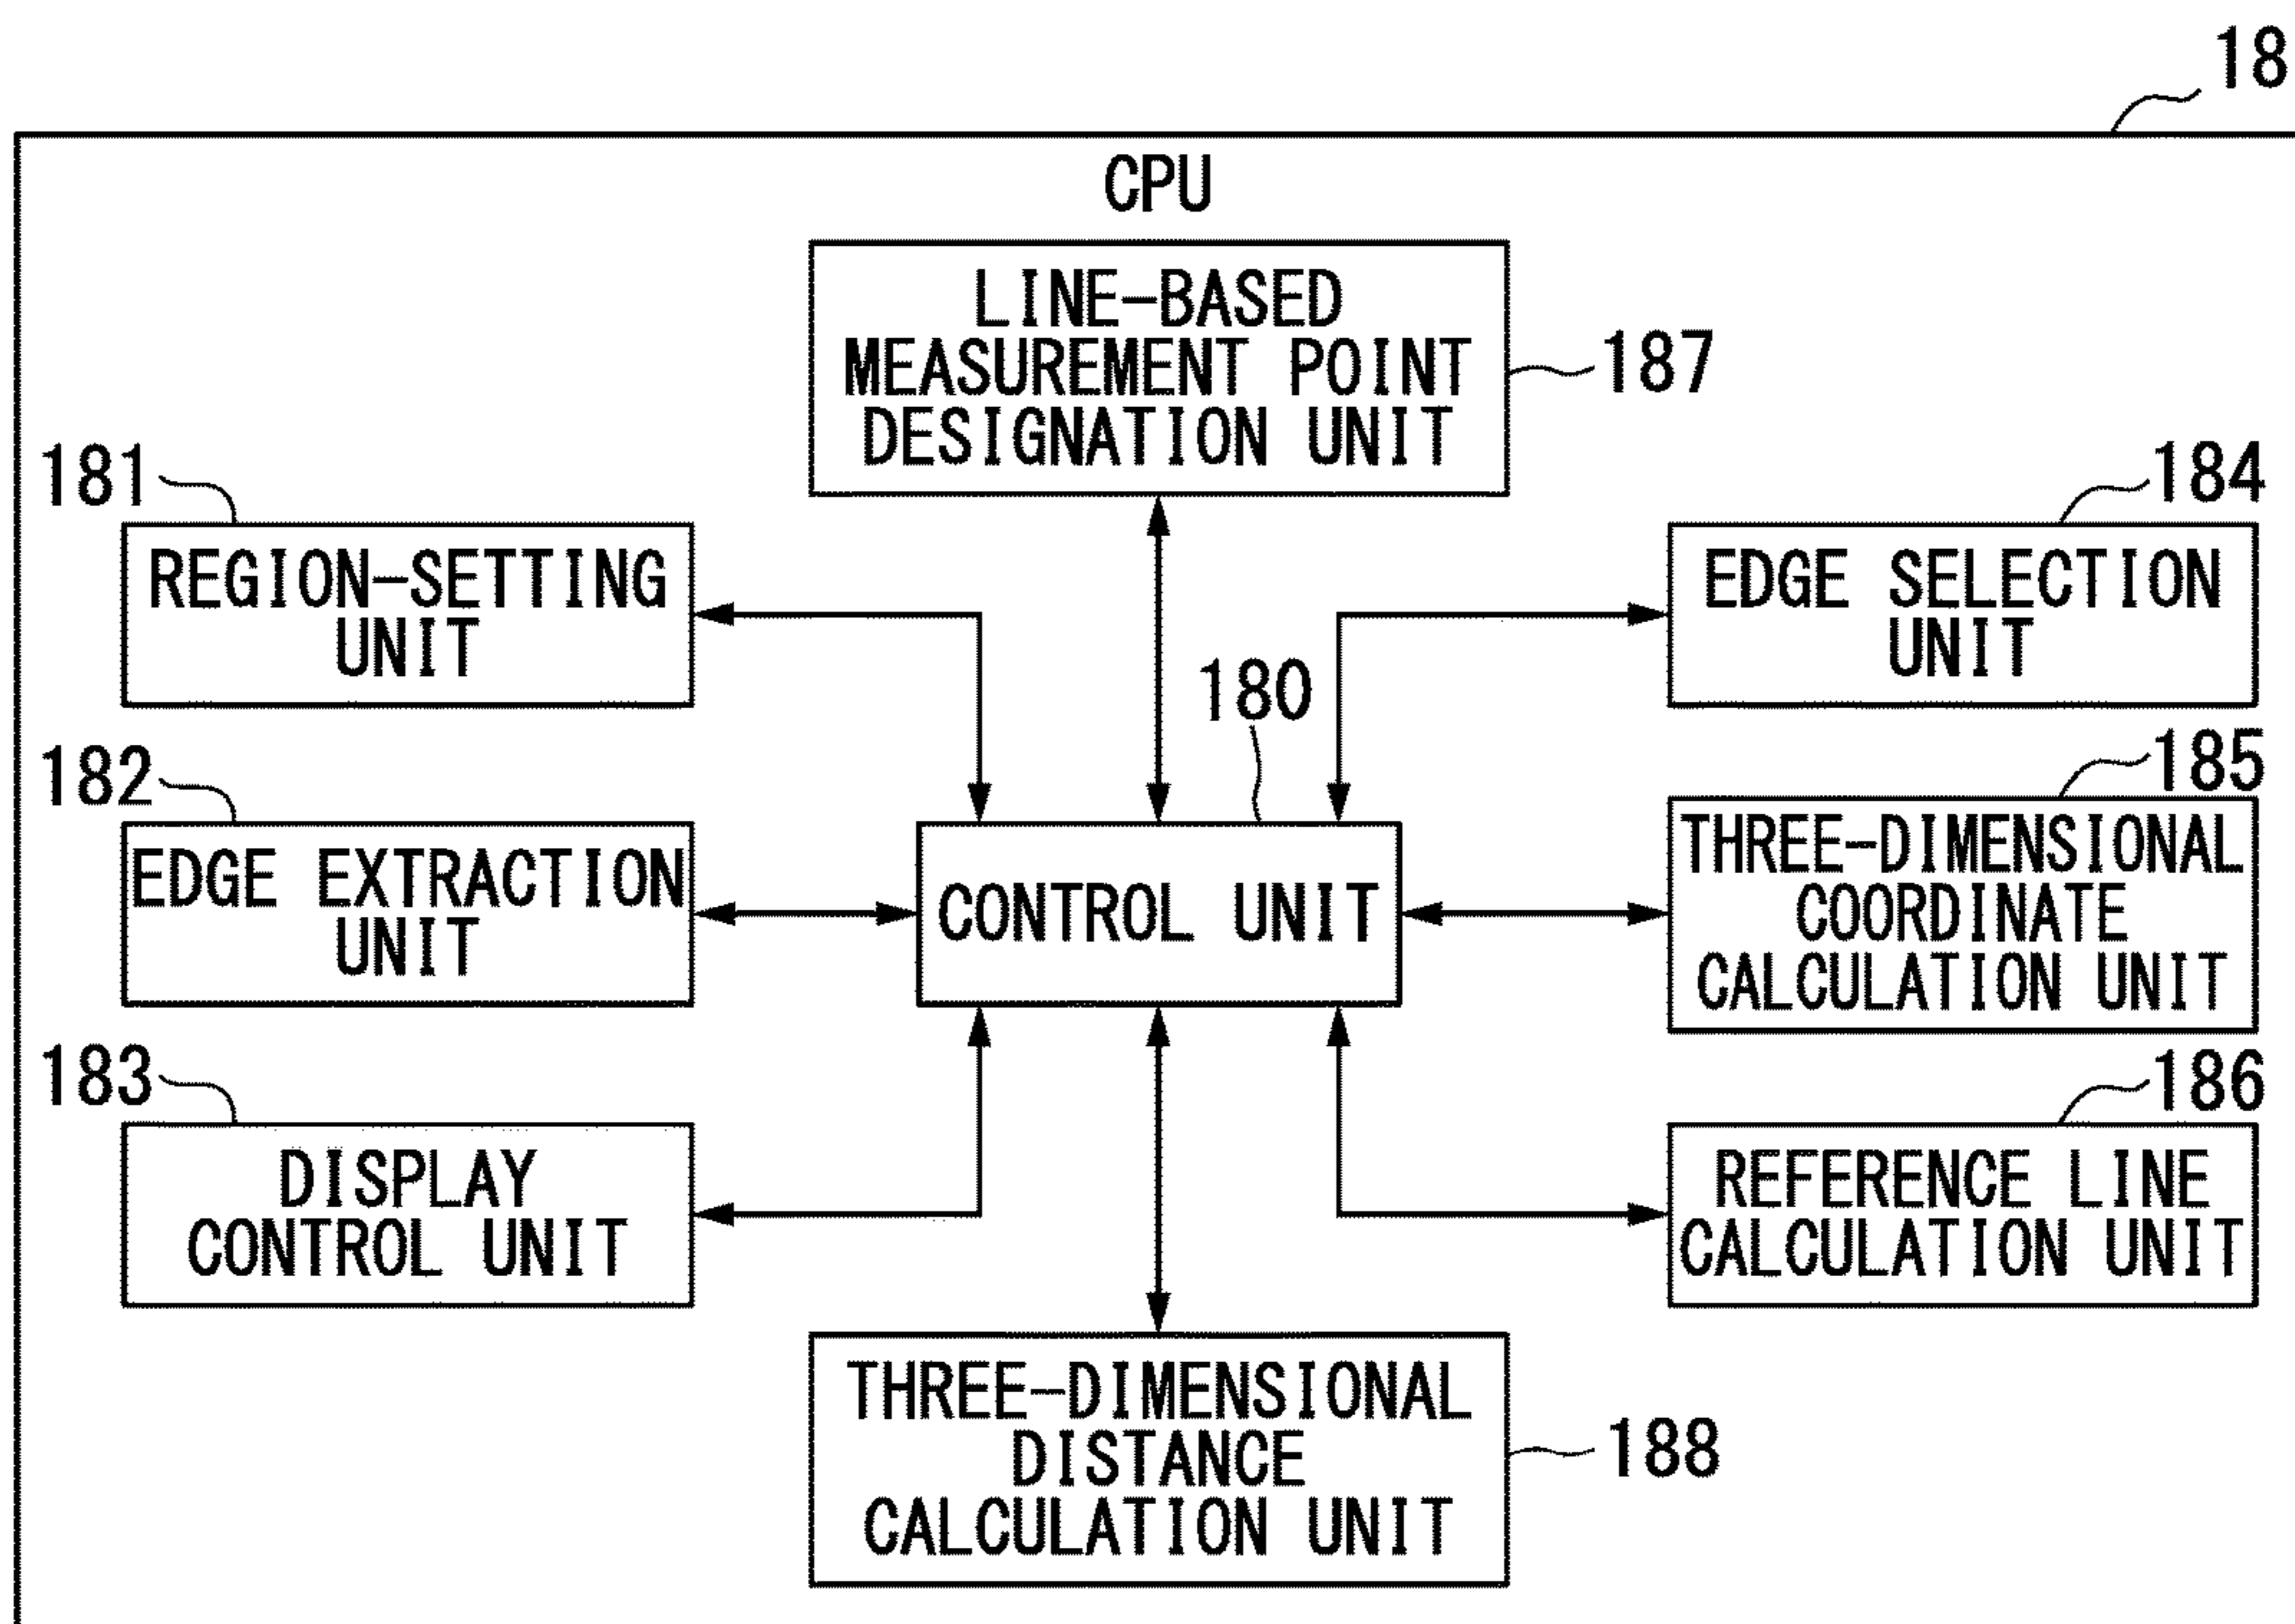 18
CPU
LINE-BASED
MEASUREMENT POINT
DESIGNATION UNIT
187
181
REGION-SETTING
UNIT
184
EDGE SELECTION
UNIT
180
CONTROL UNIT
182
EDGE EXTRACTION
UNIT
185
THREE-DIMENSIONAL
COORDINATE
CALCULATION UNIT
183
DISPLAY
CONTROL UNIT
186
REFERENCE LINE
CALCULATION UNIT
THREE-DIMENSIONAL
DISTANCE
CALCULATION UNIT
188